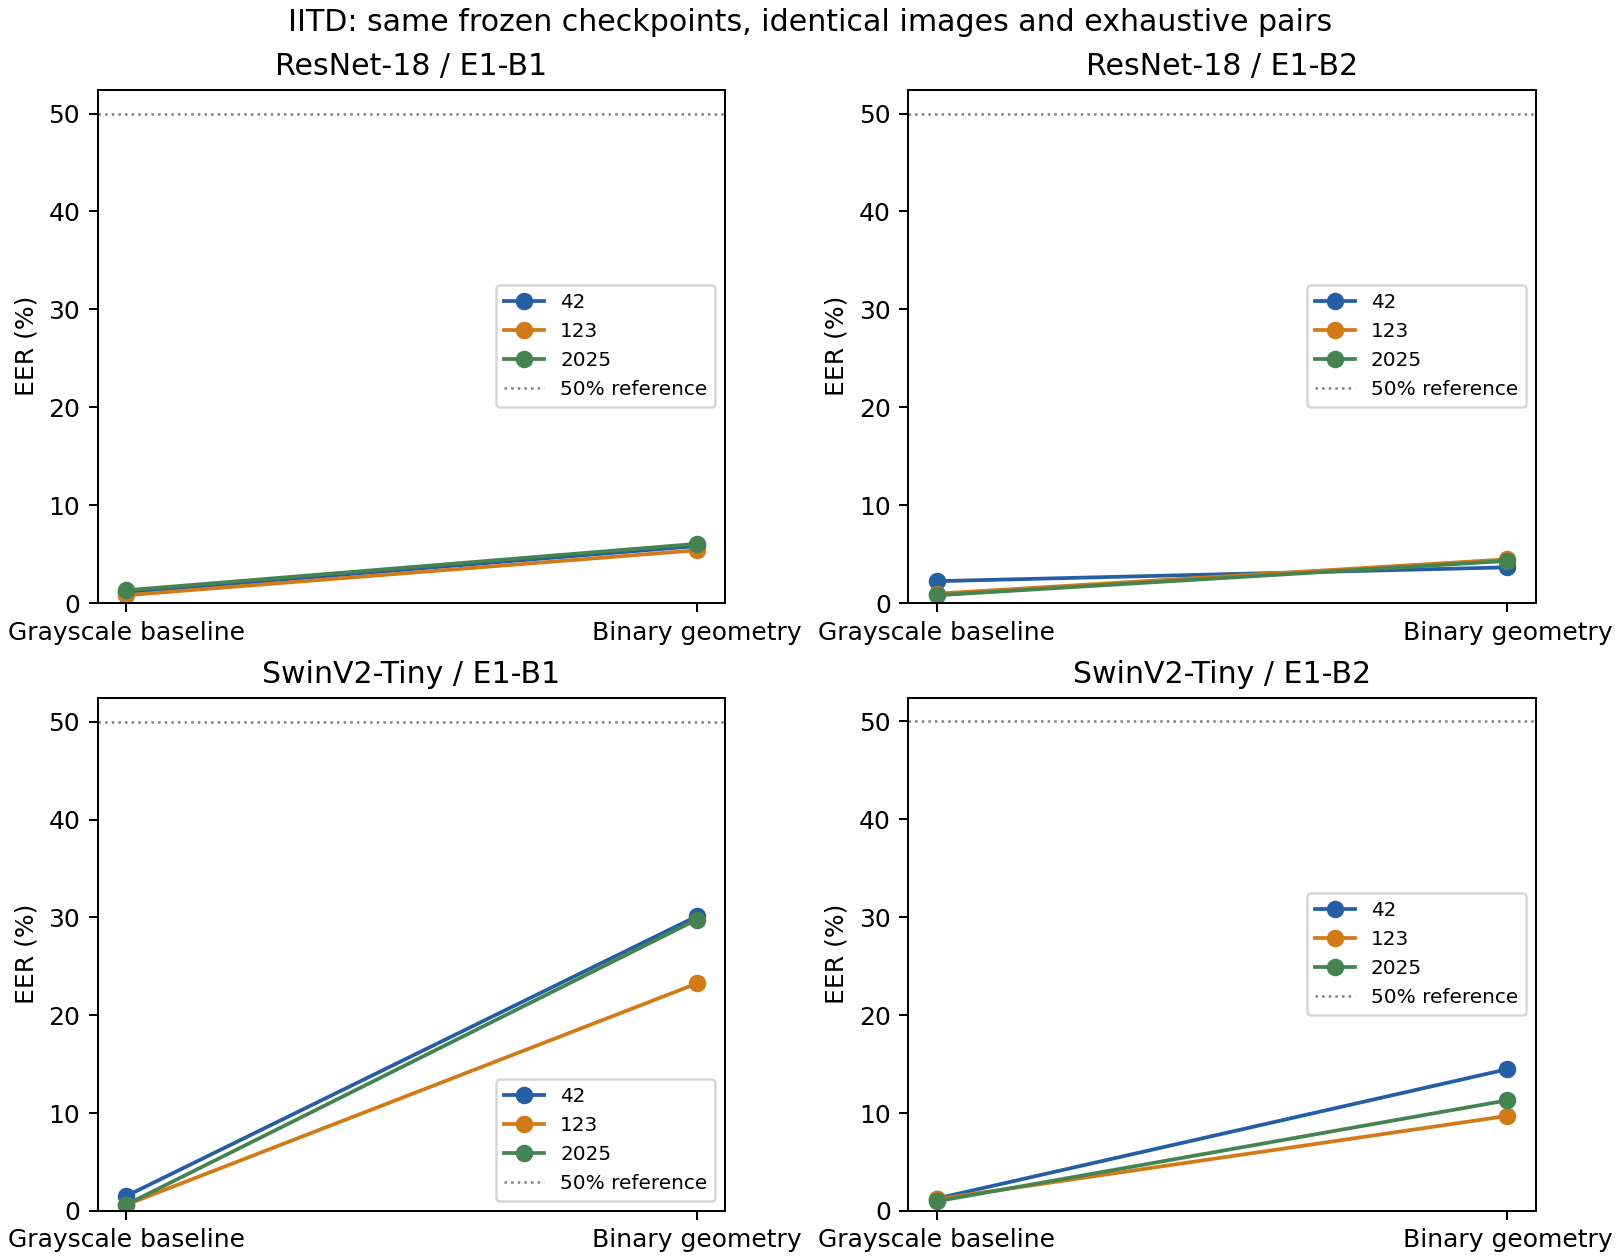 IITD: same frozen checkpoints, identical images and exhaustive pairs
ResNet-18 / E1-B1
EER (%)
50
40
30
20
10
0
42
123
2025
50% reference
Grayscale baseline
Binary geometry
ResNet-18 / E1-B2
EER (%)
50
40
30
20
10
0
42
123
2025
50% reference
Grayscale baseline
Binary geometry
SwinV2-Tiny / E1-B1
EER (%)
50
40
30
20
10
0
42
123
2025
50% reference
Grayscale baseline
Binary geometry
SwinV2-Tiny / E1-B2
EER (%)
50
40
30
20
10
0
42
123
2025
50% reference
Grayscale baseline
Binary geometry